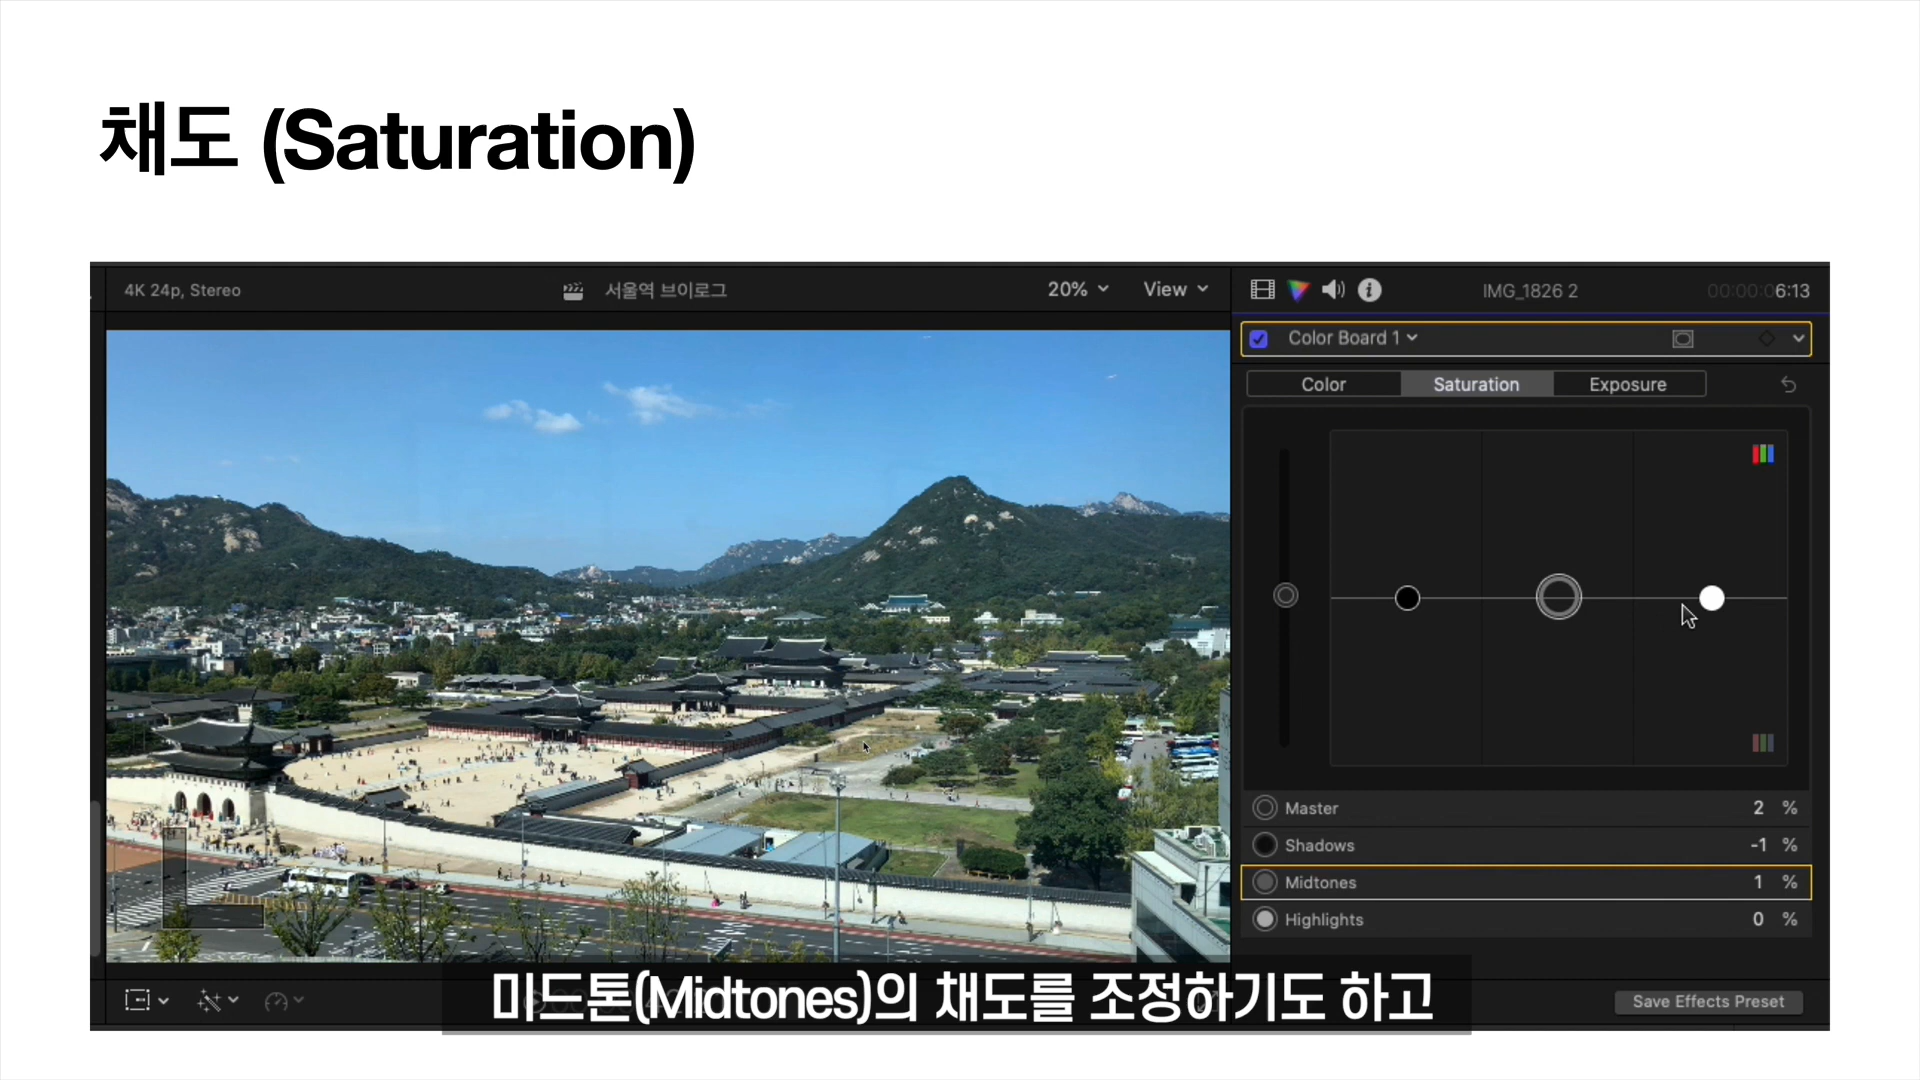 채도 (Saturation)
4K 24p, Stereo
서울역 브이로그
20%
View
IMG_1826 2
00:00:06:13
Color Board 1
Color
Saturation
Exposure
Master 2 %
Shadows -1 %
Midtones 1 %
Highlights 0 %
미드톤(Midtones)의 채도를 조정하기도 하고
Save Effects Preset